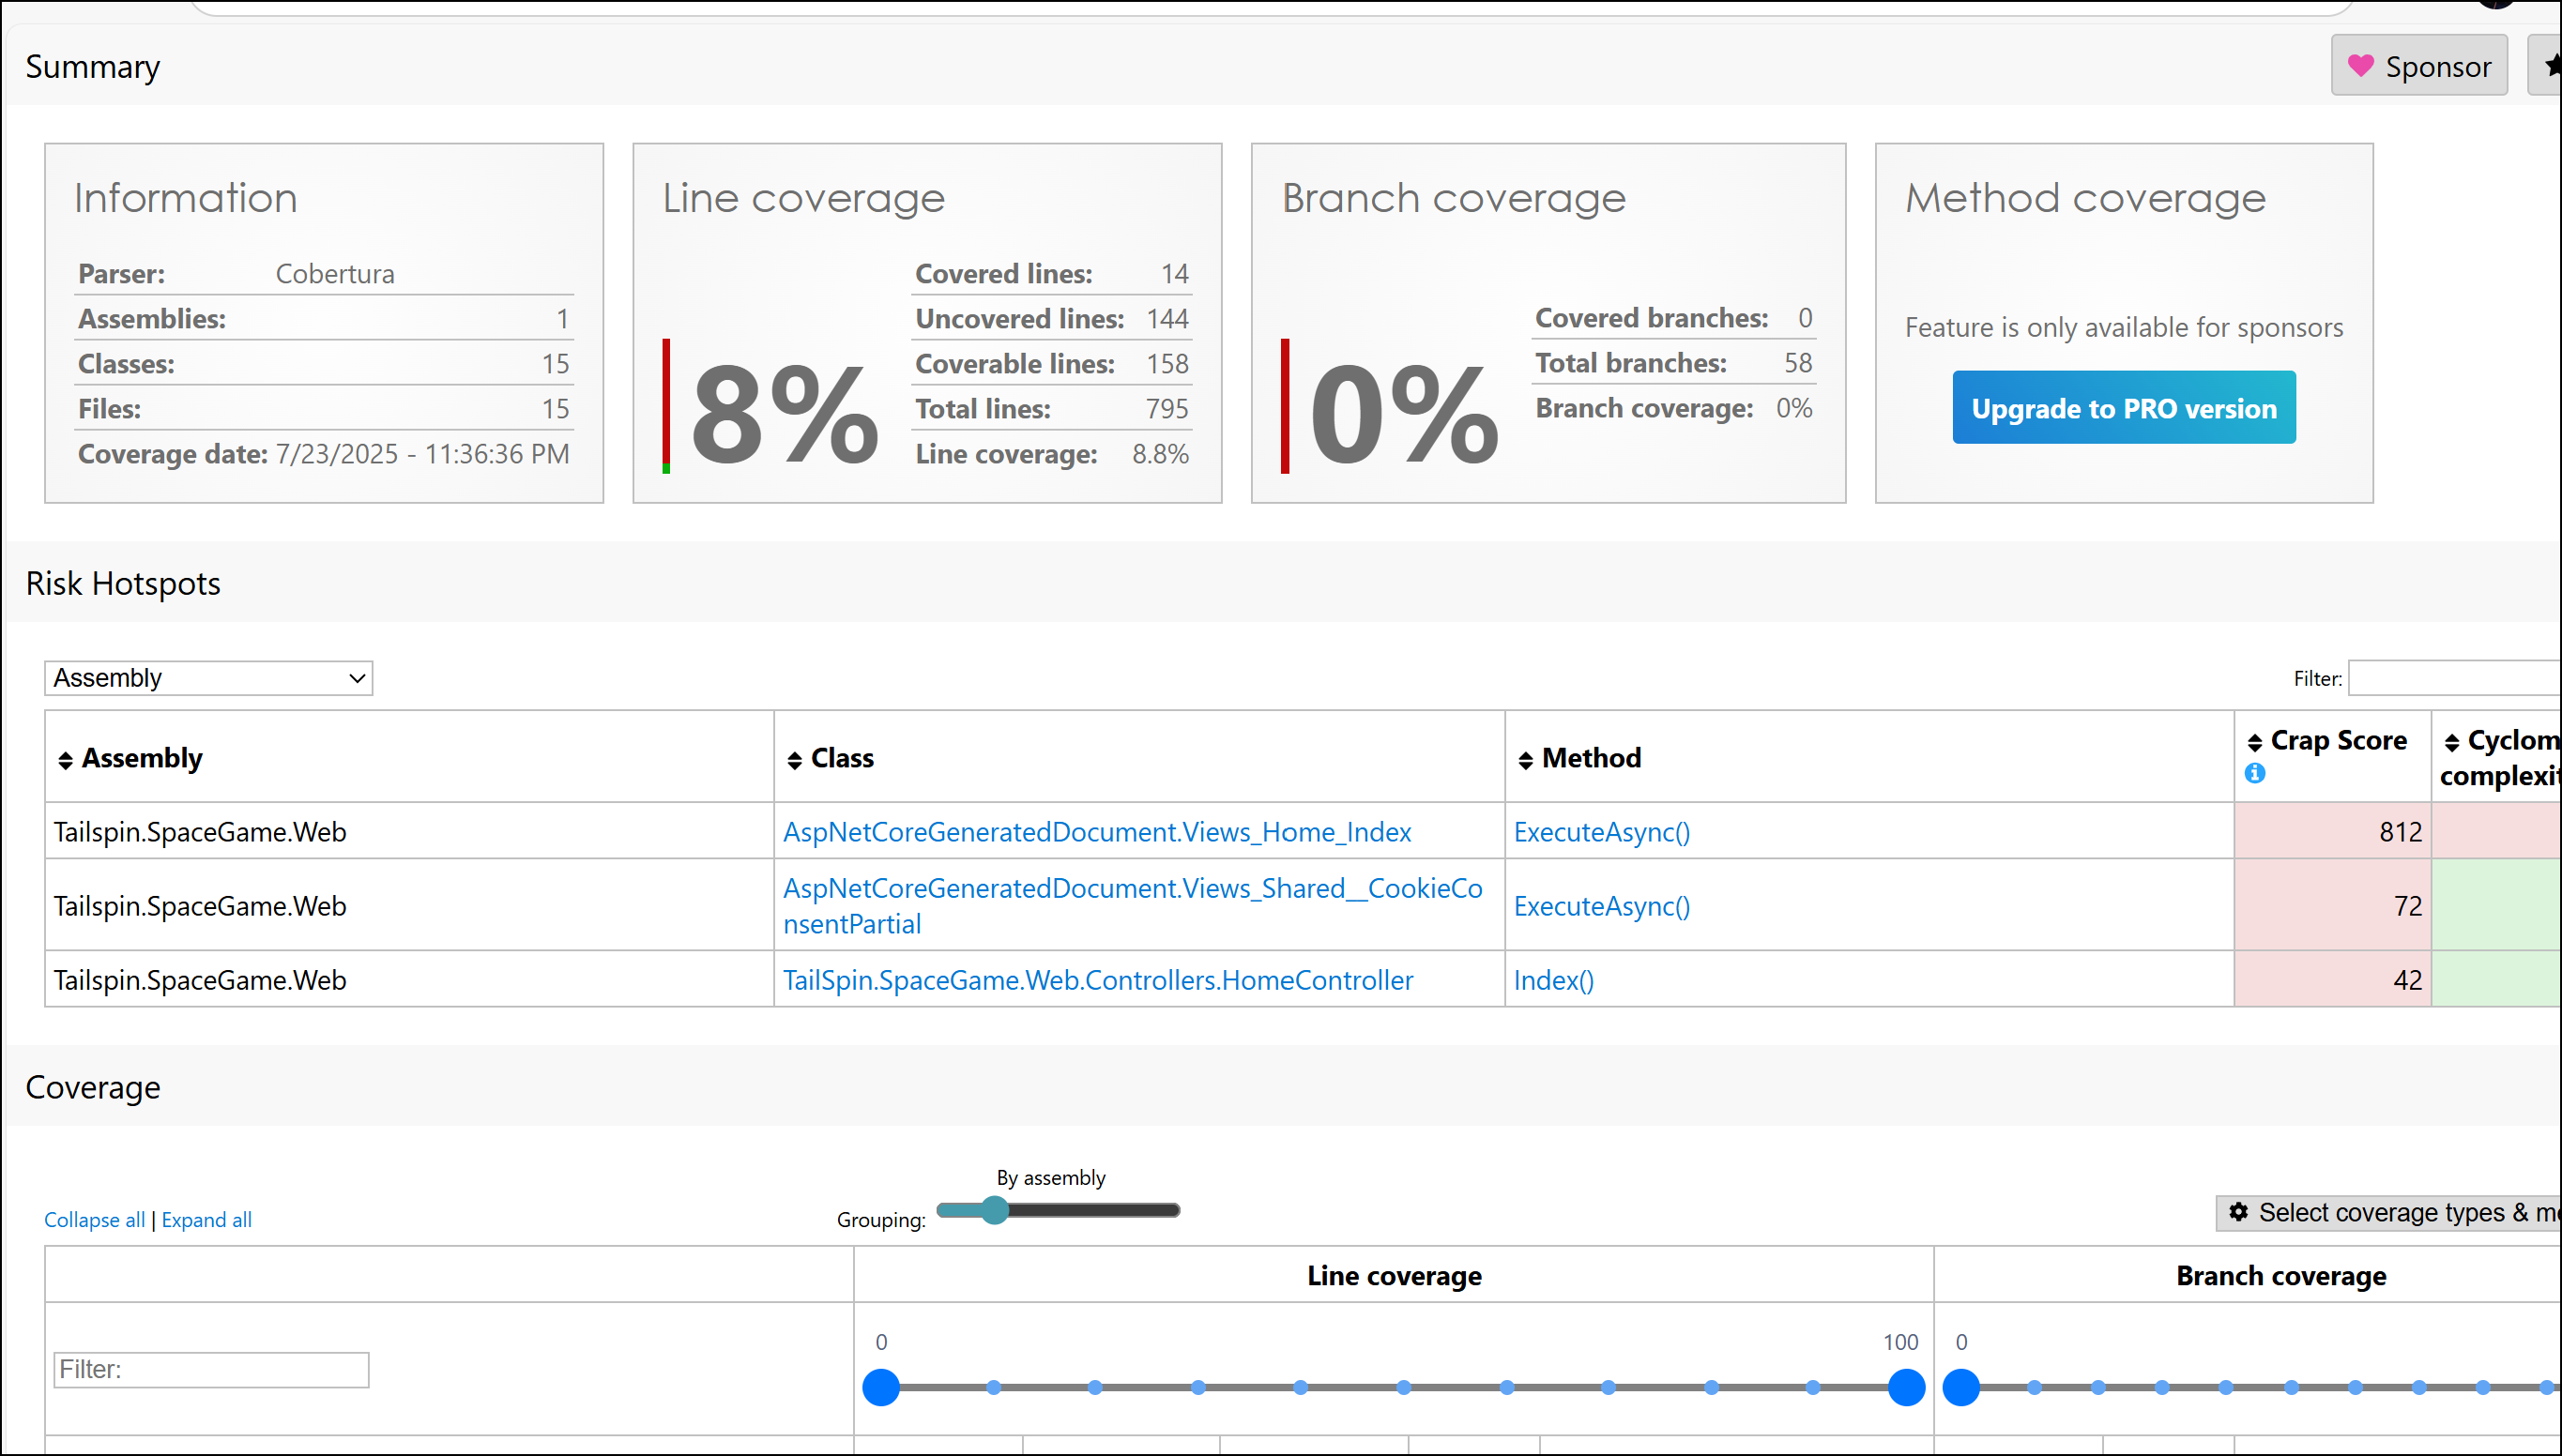 Summary
Sponsor
Information
Parser: Cobertura
Assemblies: 1
Classes: 15
Files: 15
Coverage date: 7/23/2025 - 11:36:36 PM
Line coverage
8%
Covered lines: 14
Uncovered lines: 144
Coverable lines: 158
Total lines: 795
Line coverage: 8.8%
Branch coverage
0%
Covered branches: 0
Total branches: 58
Branch coverage: 0%
Method coverage
Feature is only available for sponsors
Upgrade to PRO version
Risk Hotspots
Assembly
Filter:
Assembly Class Method Crap Score Cyclom
complexit
Tailspin.SpaceGame.Web AspNetCoreGeneratedDocument.Views_Home_Index ExecuteAsync() 812
Tailspin.SpaceGame.Web AspNetCoreGeneratedDocument.Views_Shared__CookieCo
nsentPartial ExecuteAsync() 72
Tailspin.SpaceGame.Web TailSpin.SpaceGame.Web.Controllers.HomeController Index() 42
Coverage
By assembly
Collapse all | Expand all Grouping: Select coverage types & me
Line coverage Branch coverage
0 100 0
Filter: